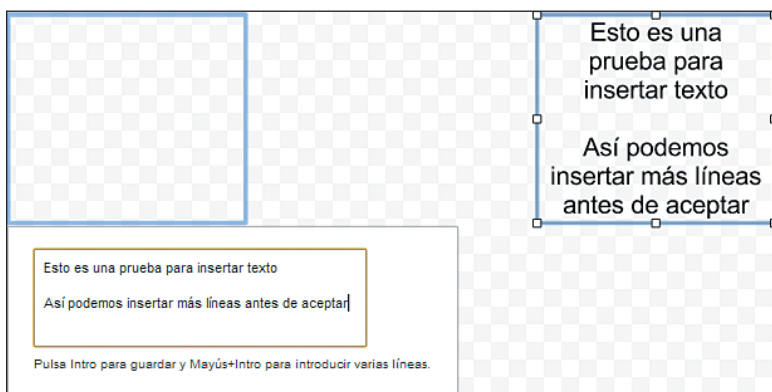 Esto es una
prueba para
insertar texto
Así podemos
insertar más líneas
antes de aceptar
Esto es una prueba para insertar texto
Así podemos insertar más líneas antes de aceptar
Pulsa Intro para guardar y Mayús+Intro para introducir varias líneas.